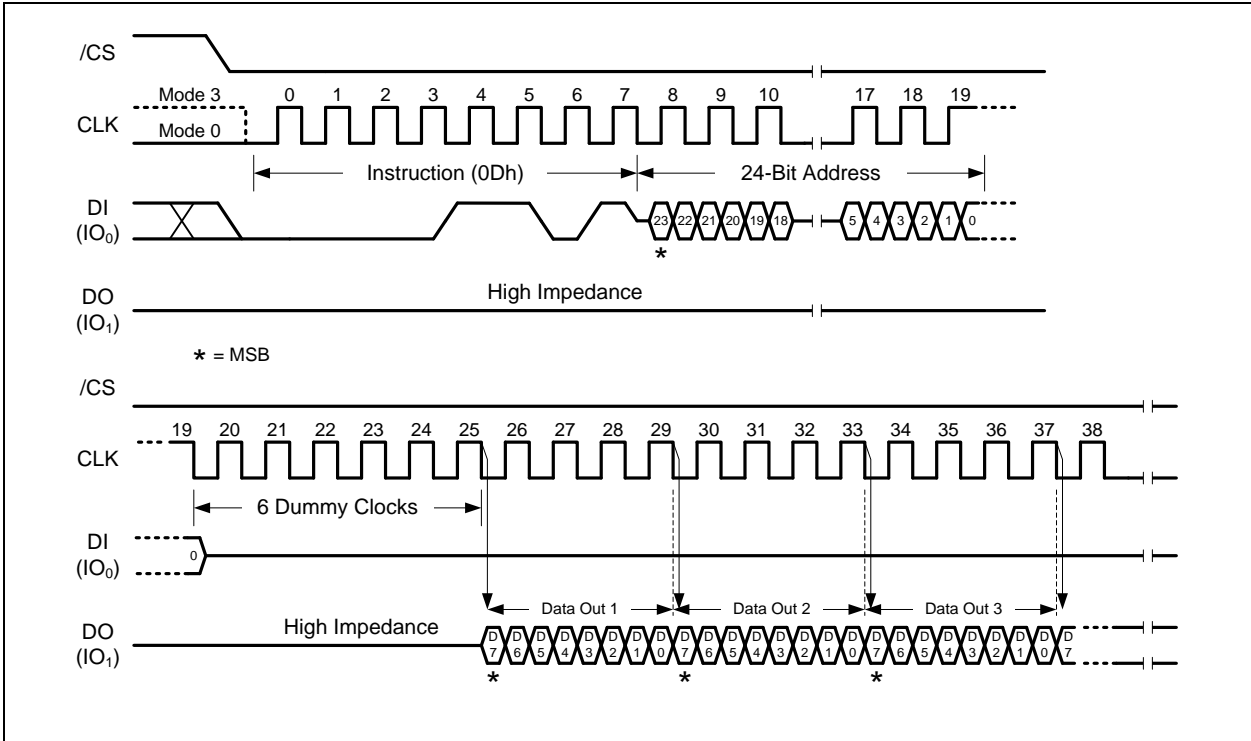 /CS
Mode 3 0 1 2 3 4 5 6 7 8 9 10 17 18 19
CLK
Mode 0
Instruction (0Dh) 24-Bit Address
DI
(IO0)
23 22 21 20 19 18 5 4 3 2 1 0
*
High Impedance
DO
(IO1)
* = MSB
/CS
19 20 21 22 23 24 25 26 27 28 29 30 31 32 33 34 35 36 37 38
CLK
6 Dummy Clocks
DI
(IO0)
0
Data Out 1 Data Out 2 Data Out 3
High Impedance
DO
(IO1)
D7 D6 D5 D4 D3 D2 D1 D0 D7 D6 D5 D4 D3 D2 D1 D0 D7 D6 D5 D4 D3 D2 D1 D0 D7
* * *